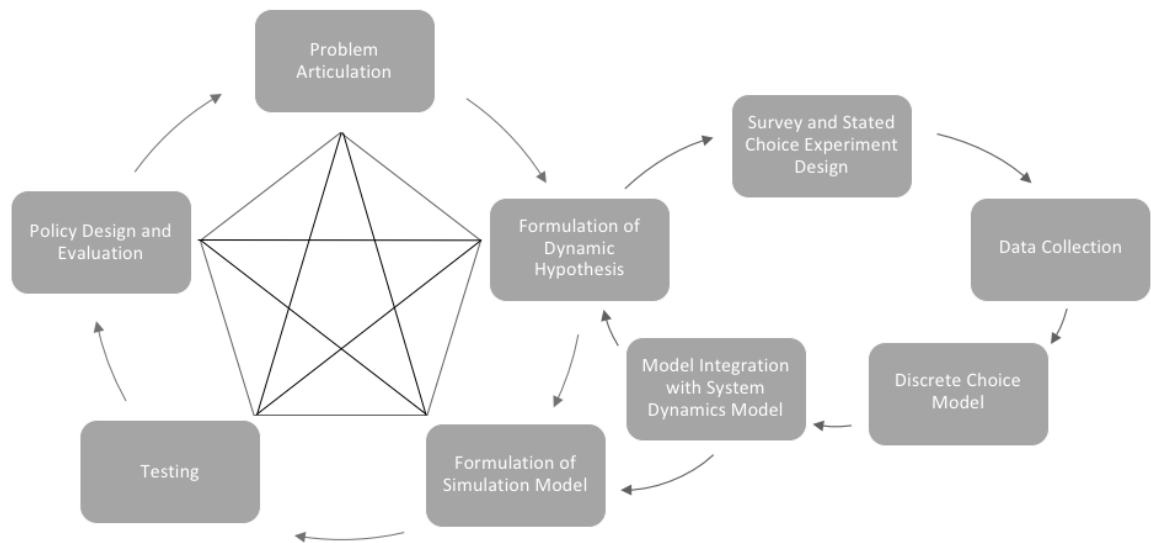 Problem
Articulation
Survey and Stated
Choice Experiment
Design
Policy Design and
Evaluation
Formulation of
Dynamic
Hypothesis
Data Collection
Model Integration
with System
Dynamics Model
Discrete Choice
Model
Testing
Formulation of
Simulation Model